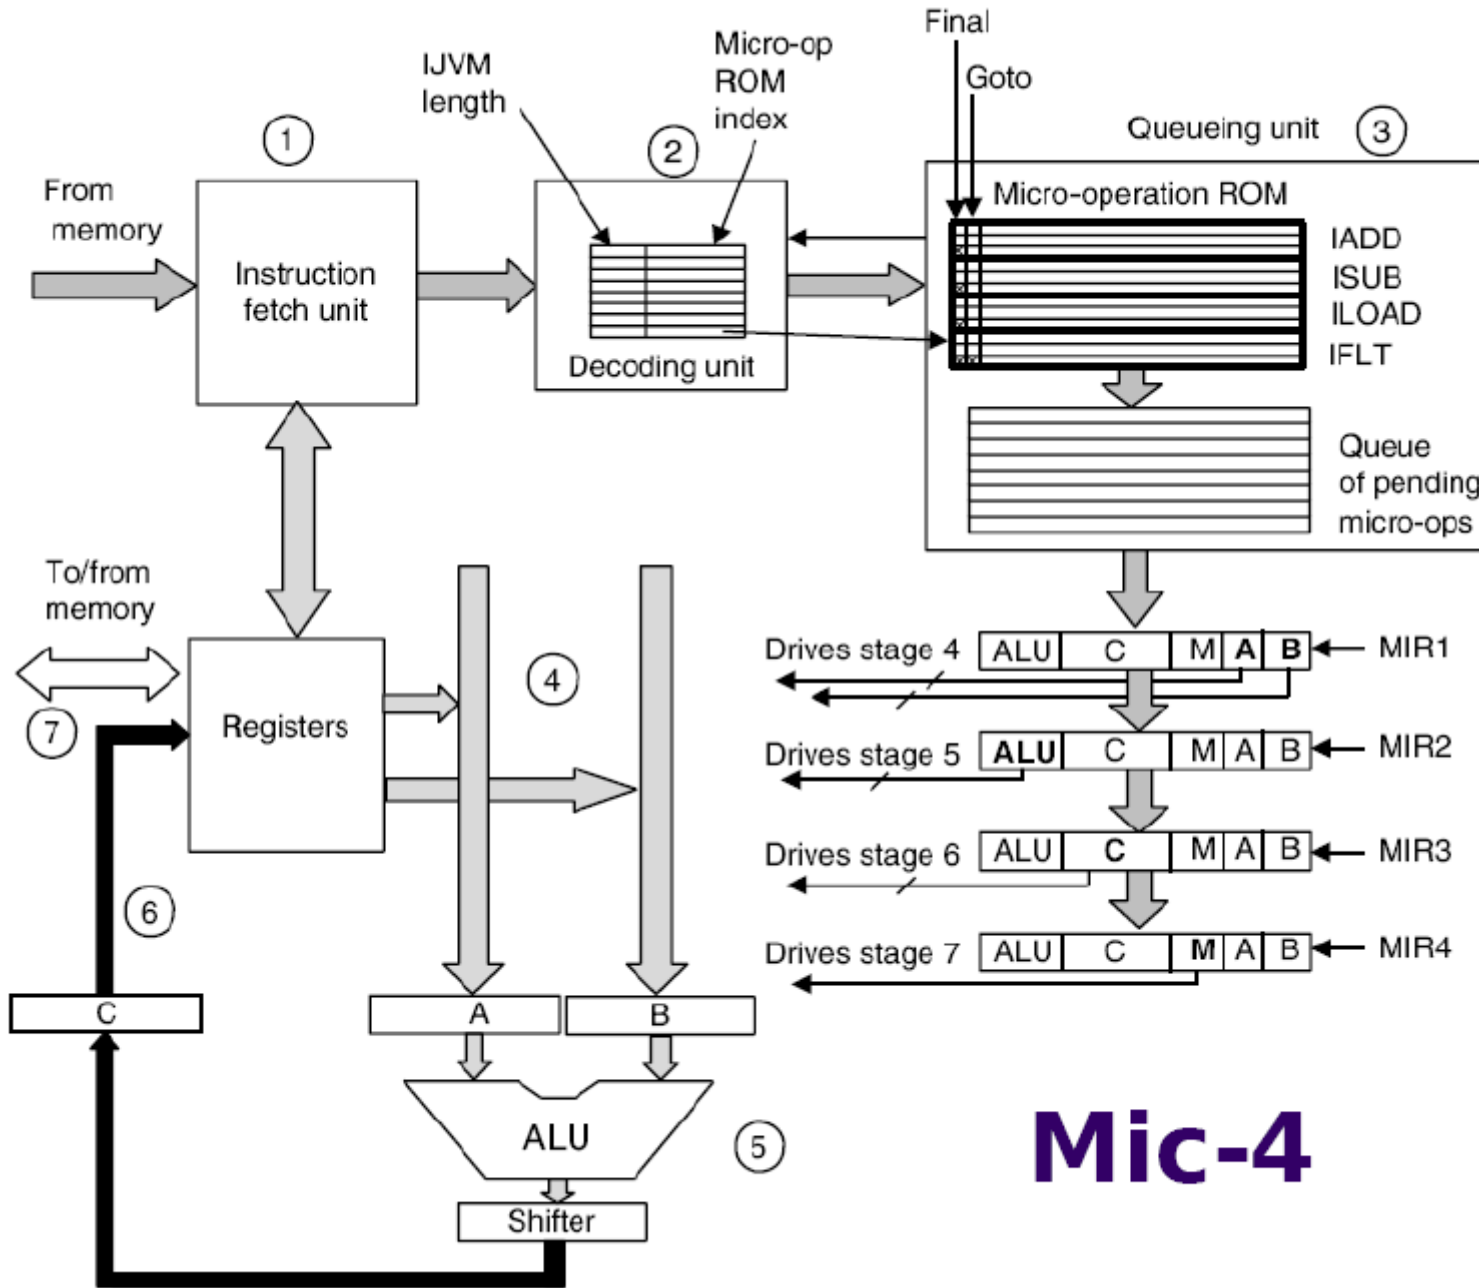 Final
Goto
IJVM
length
Micro-op
ROM
index
1
2
Queueing unit
3
From
memory
Instruction
fetch unit
Decoding unit
Micro-operation ROM
IADD
ISUB
ILOAD
IFLT
Queue
of pending
micro-ops
To/from
memory
7
Registers
4
6
C
A
B
ALU
5
Shifter
Drives stage 4
ALU C M A B
MIR1
Drives stage 5
ALU C M A B
MIR2
Drives stage 6
ALU C M A B
MIR3
Drives stage 7
ALU C M A B
MIR4
Mic-4